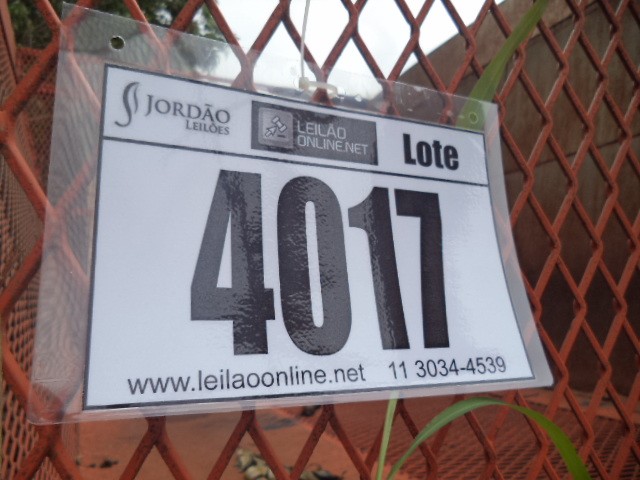 JORDÃO
LEILÕES
LEILÃO
ONLINE.NET
Lote
4017
www.leilaoonline.net 11 3034-4539